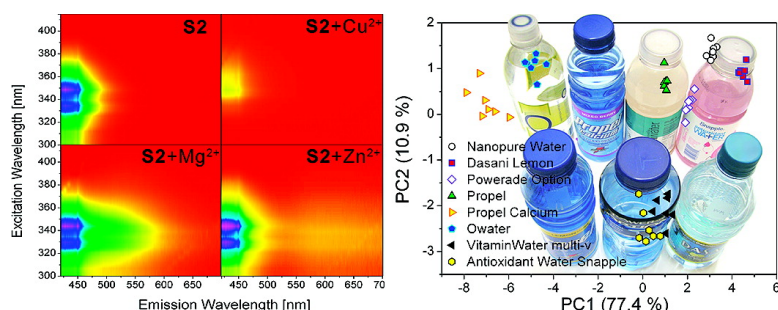 S2
S2+Cu²⁺
S2+Mg²⁺
S2+Zn²⁺
Excitation Wavelength [nm]
400
380
360
340
320
300
380
360
340
320
300
450 500 550 600 650 450 500 550 600 650 70
Emission Wavelength [nm]
PC2 (10.9 %)
2
1
0
-1
-2
-3
Nanopure Water
Dasani Lemon
Powerade Option
Propel
Propel Calcium
Owater
VitaminWater multi-v
Antioxidant Water Snapple
-8 -6 -4 -2 0 2 4 6
PC1 (77.4 %)
Propel
Snapple
water